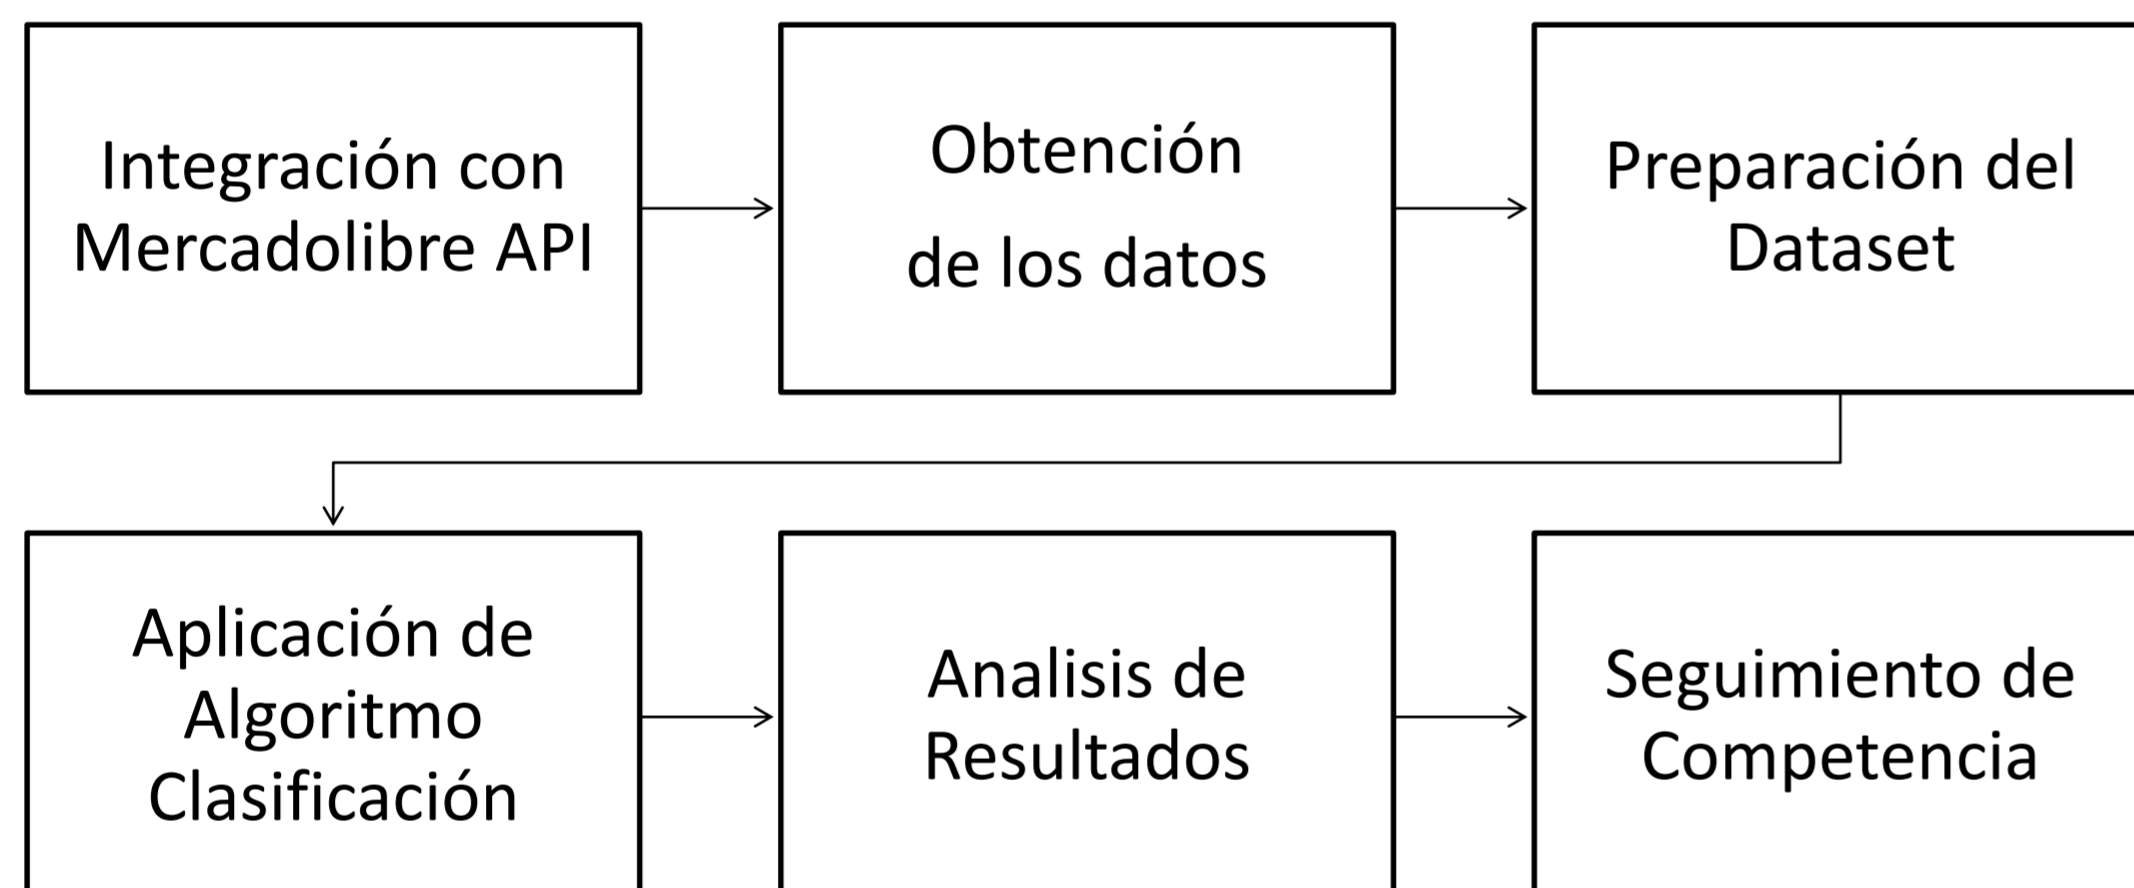 Integración con
Mercadolibre API
Obtención
de los datos
Preparación del
Dataset
Aplicación de
Algoritmo
Clasificación
Analisis de
Resultados
Seguimiento de
Competencia